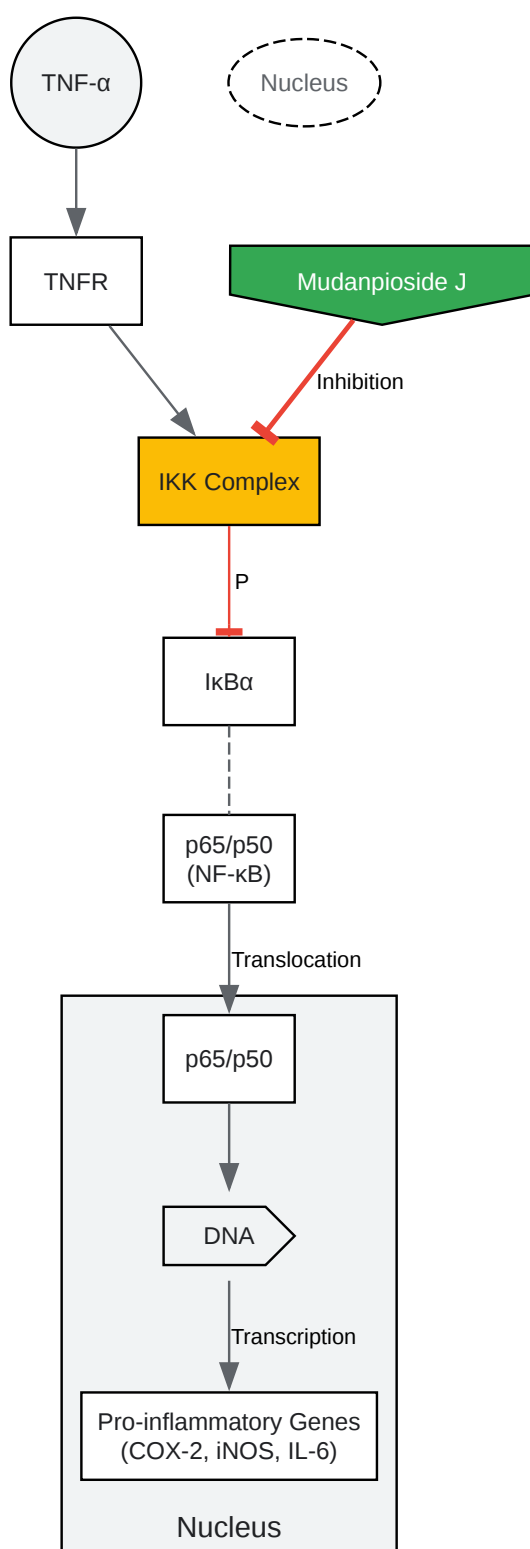 TNF-α
Nucleus
TNFR
Mudanpioside J
Inhibition
IKK Complex
P
IκBα
p65/p50
(NF-κB)
Translocation
p65/p50
DNA
Transcription
Pro-inflammatory Genes
(COX-2, iNOS, IL-6)
Nucleus